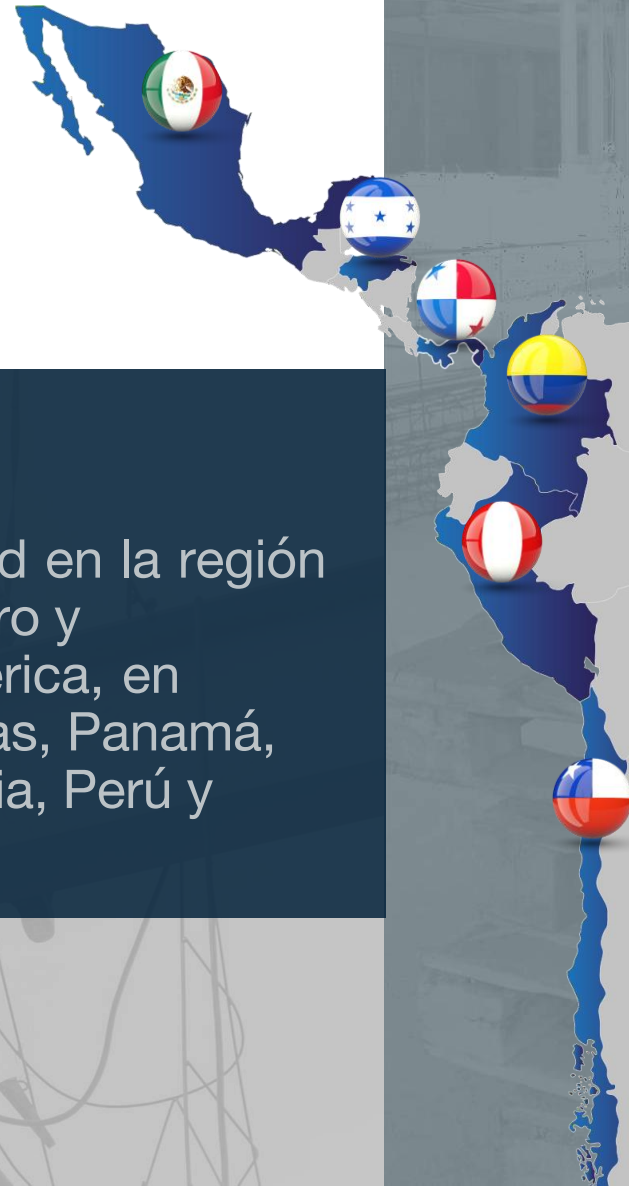 d en la región
ro y
erica, en
as, Panamá,
ia, Perú y